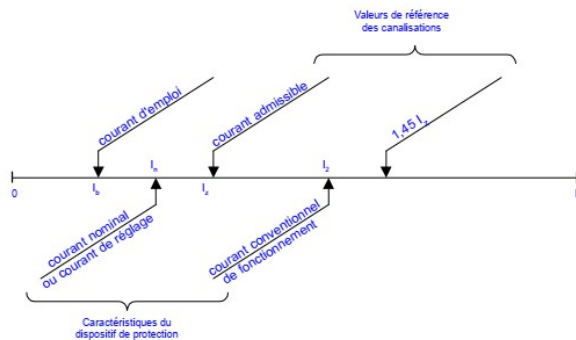 Valeurs de référence
des canalisations
courant d'emploi
courant admissible
1,45 Iz
In
I2
0
Ib
Iz
I
courant nominal
ou courant de réglage
courant conventionnel
de fonctionnement
Caractéristiques du
dispositif de protection